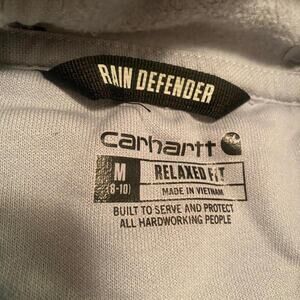 RAIN DEFENDER
carhartt
M
(8-10)
RELAXED FIT
MADE IN VIETNAM
BUILT TO SERVE AND PROTECT
ALL HARDWORKING PEOPLE